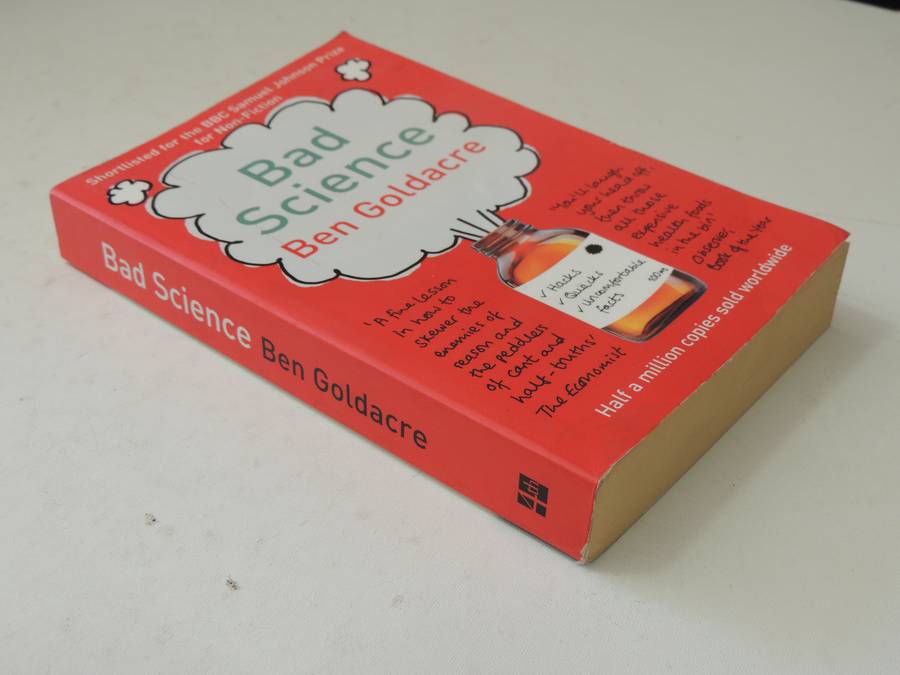 Shortlisted for the BBC Samuel Johnson Prize
for Non-Fiction
Bad
Science
Ben Goldacre
'You'll laugh
your head off,
then throw
all those
expensive
health foods
in the bin'
Observer,
Book of the Year
✓ Hacks
✓ Quacks
✓ Uncomfortable
facts
100ml
'A fine lesson
in how to
skewer the
enemies of
reason and
the peddlers
of cant and
half-truths'
The Economist
Half a million copies sold worldwide
Bad Science Ben Goldacre
4th